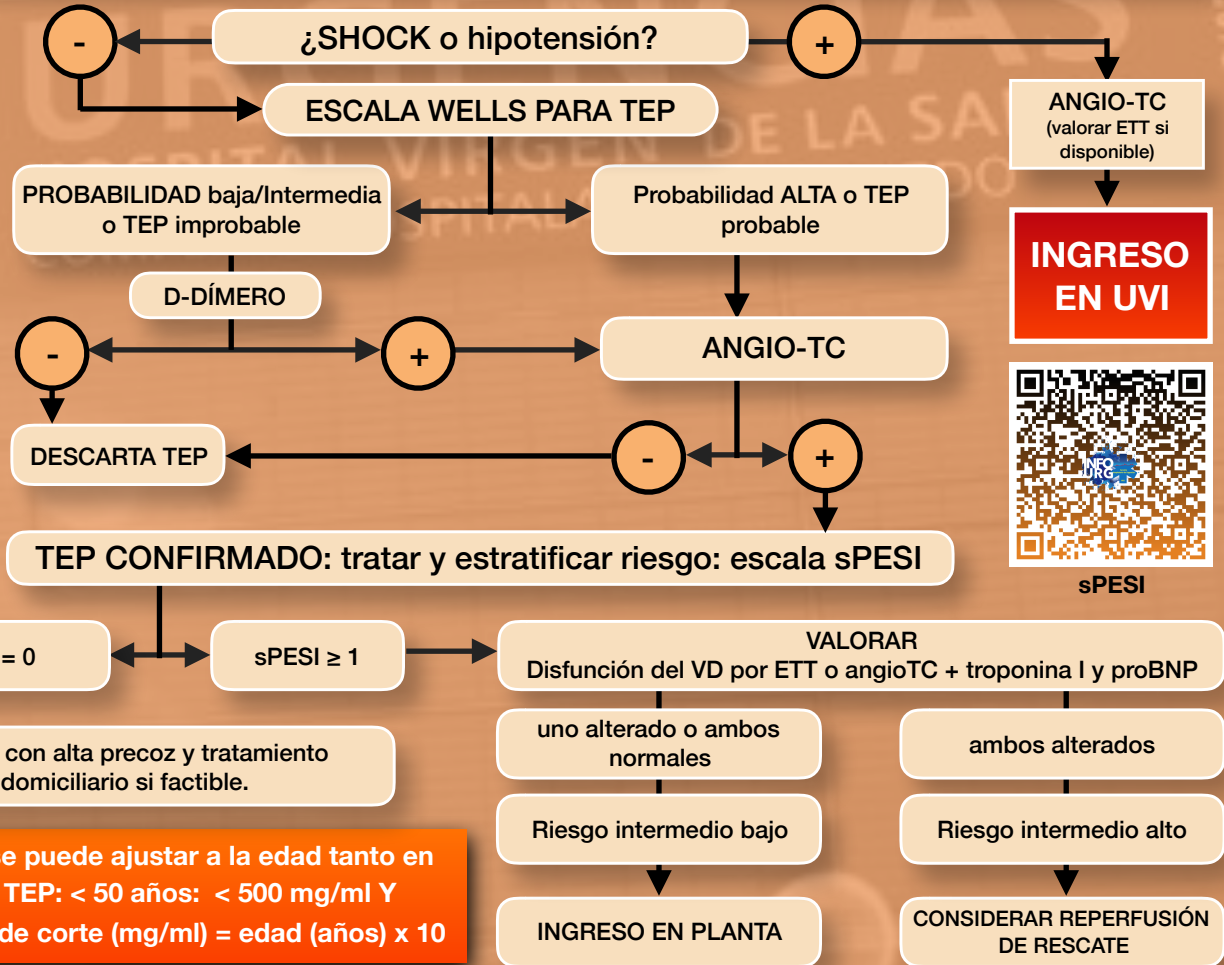 ¿SHOCK o hipotensión?
-
+
ESCALA WELLS PARA TEP
ANGIO-TC
(valorar ETT si
disponible)
PROBABILIDAD baja/Intermedia
o TEP improbable
Probabilidad ALTA o TEP
probable
INGRESO
EN UVI
D-DÍMERO
-
+
ANGIO-TC
DESCARTA TEP
-
+
INFO
URG
TEP CONFIRMADO: tratar y estratificar riesgo: escala sPESI
sPESI
= 0
sPESI ≥ 1
VALORAR
Disfunción del VD por ETT o angioTC + troponina I y proBNP
con alta precoz y tratamiento
domiciliario si factible.
uno alterado o ambos
normales
ambos alterados
Riesgo intermedio bajo
Riesgo intermedio alto
se puede ajustar a la edad tanto en
TEP: < 50 años: < 500 mg/ml Y
de corte (mg/ml) = edad (años) x 10
INGRESO EN PLANTA
CONSIDERAR REPERFUSIÓN
DE RESCATE